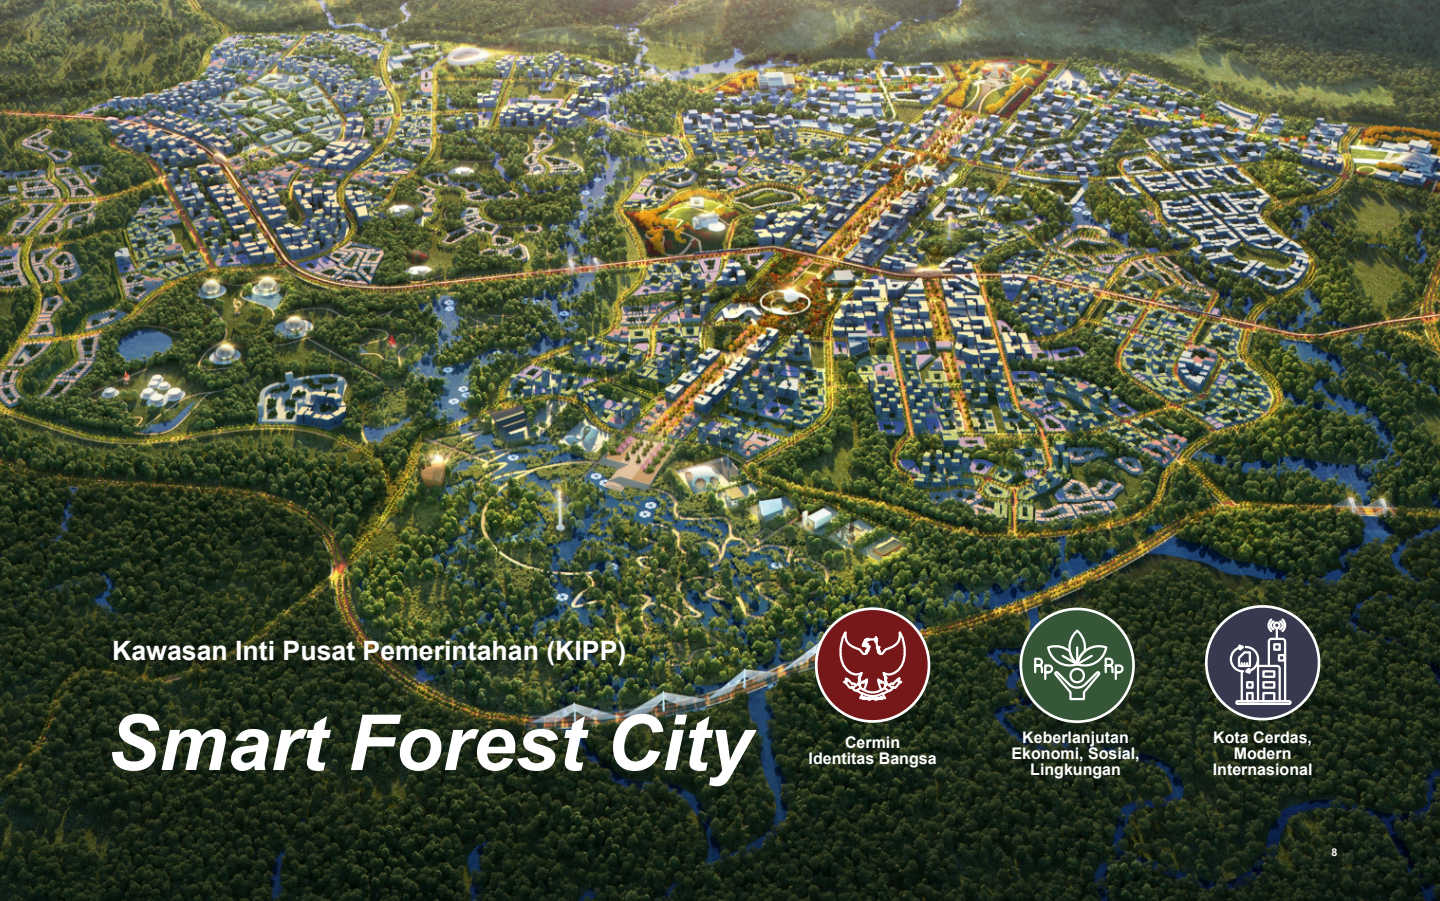 Kawasan Inti Pusat Pemerintahan (KIPP)
Smart Forest City
Rp Rp
Cermin
Identitas Bangsa
Keberlanjutan
Ekonomi, Sosial,
Lingkungan
Kota Cerdas,
Modern
Internasional
8